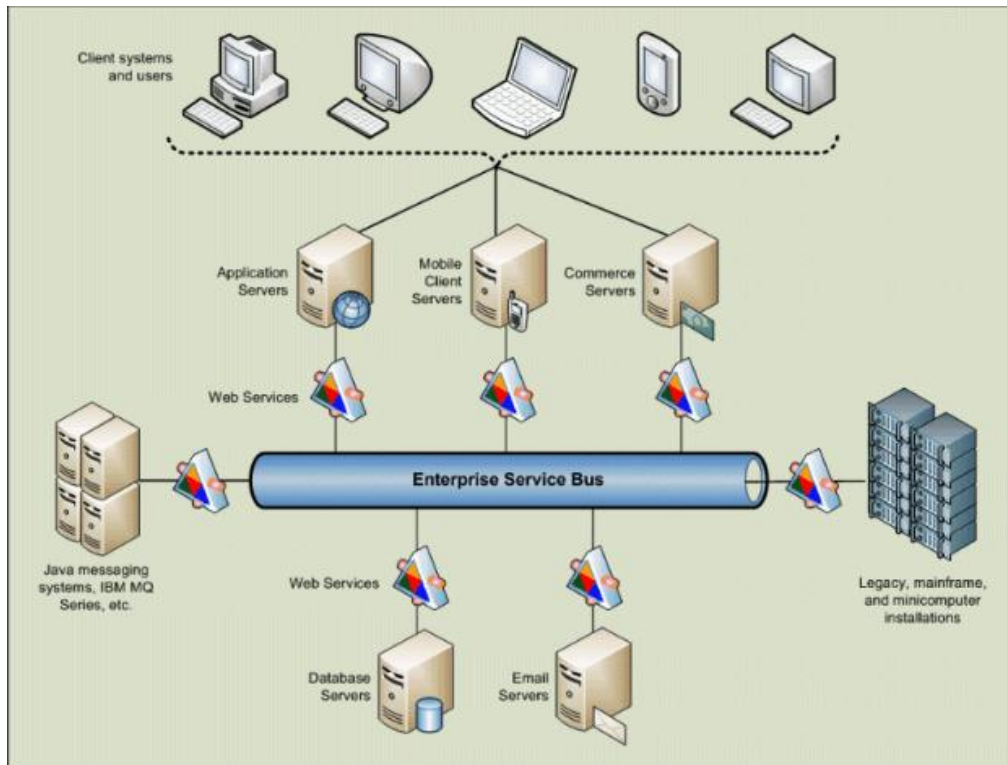 Client systems
and users
Application
Servers
Mobile
Client
Servers
Commerce
Servers
Web Services
Enterprise Service Bus
Java messaging
systems, IBM MQ
Series, etc.
Web Services
Legacy, mainframe,
and minicomputer
installations
Database
Servers
Email
Servers